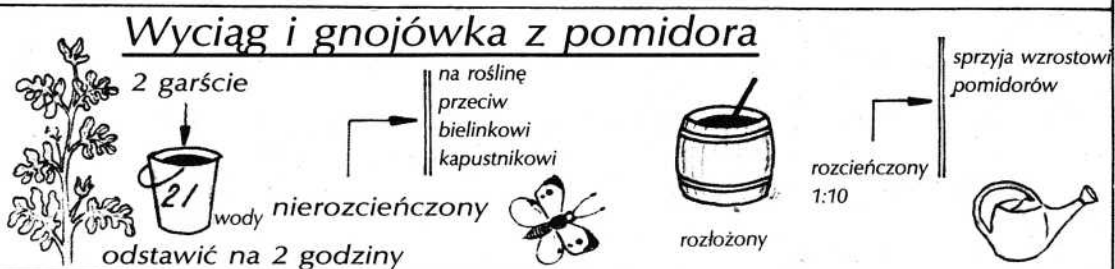 Wyciąg i gnojówka z pomidora
2 garście
2 l
wody
odstawić na 2 godziny
nierozcieńczony
na roślinę
przeciw
bielinkowi
kapustnikowi
rozłożony
rozcieńczony
1:10
sprzyja wzrostowi
pomidorów